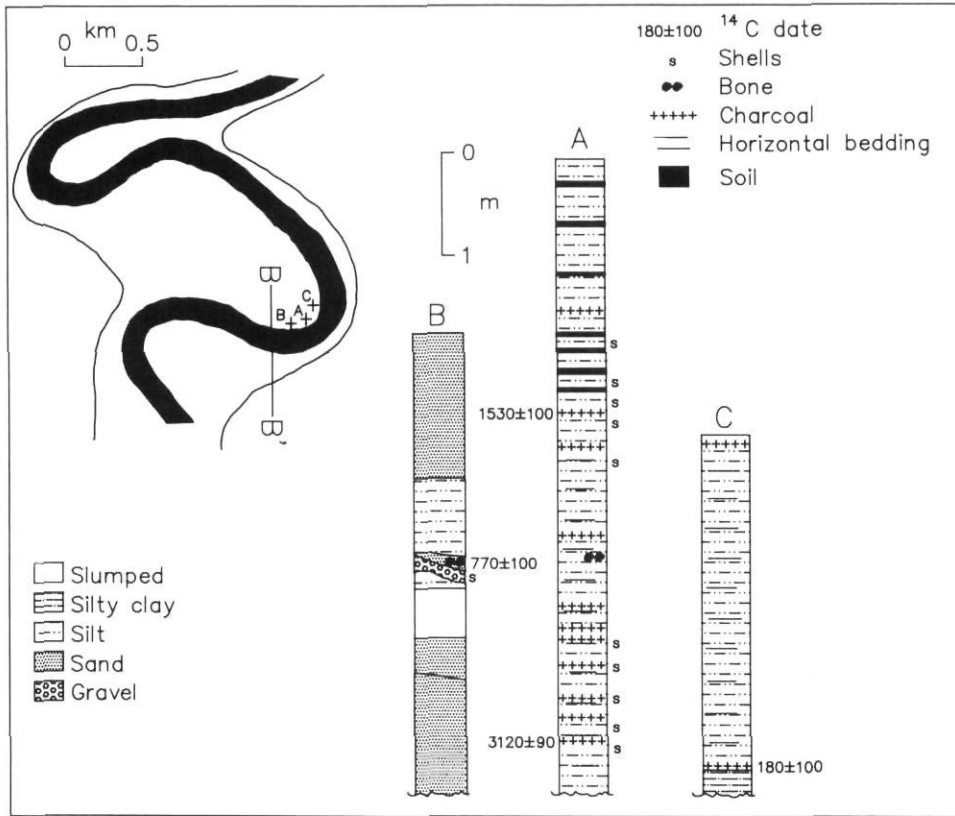 0 km 0.5
180±100 ¹⁴C date
s Shells
Bone
+++++ Charcoal
Horizontal bedding
Soil
0
m
1
A
B
C
B
B'
C
B A
s
s
s
1530±100
s
s
770±100
s
s
s
s
s
3120±90
s
180±100
Slumped
Silty clay
Silt
Sand
Gravel